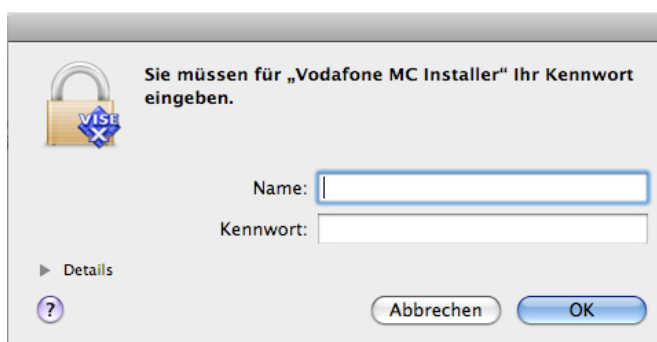 Sie müssen für „Vodafone MC Installer“ Ihr Kennwort
eingeben.
VISE
X
Name:
Kennwort:
Details
?
Abbrechen
OK